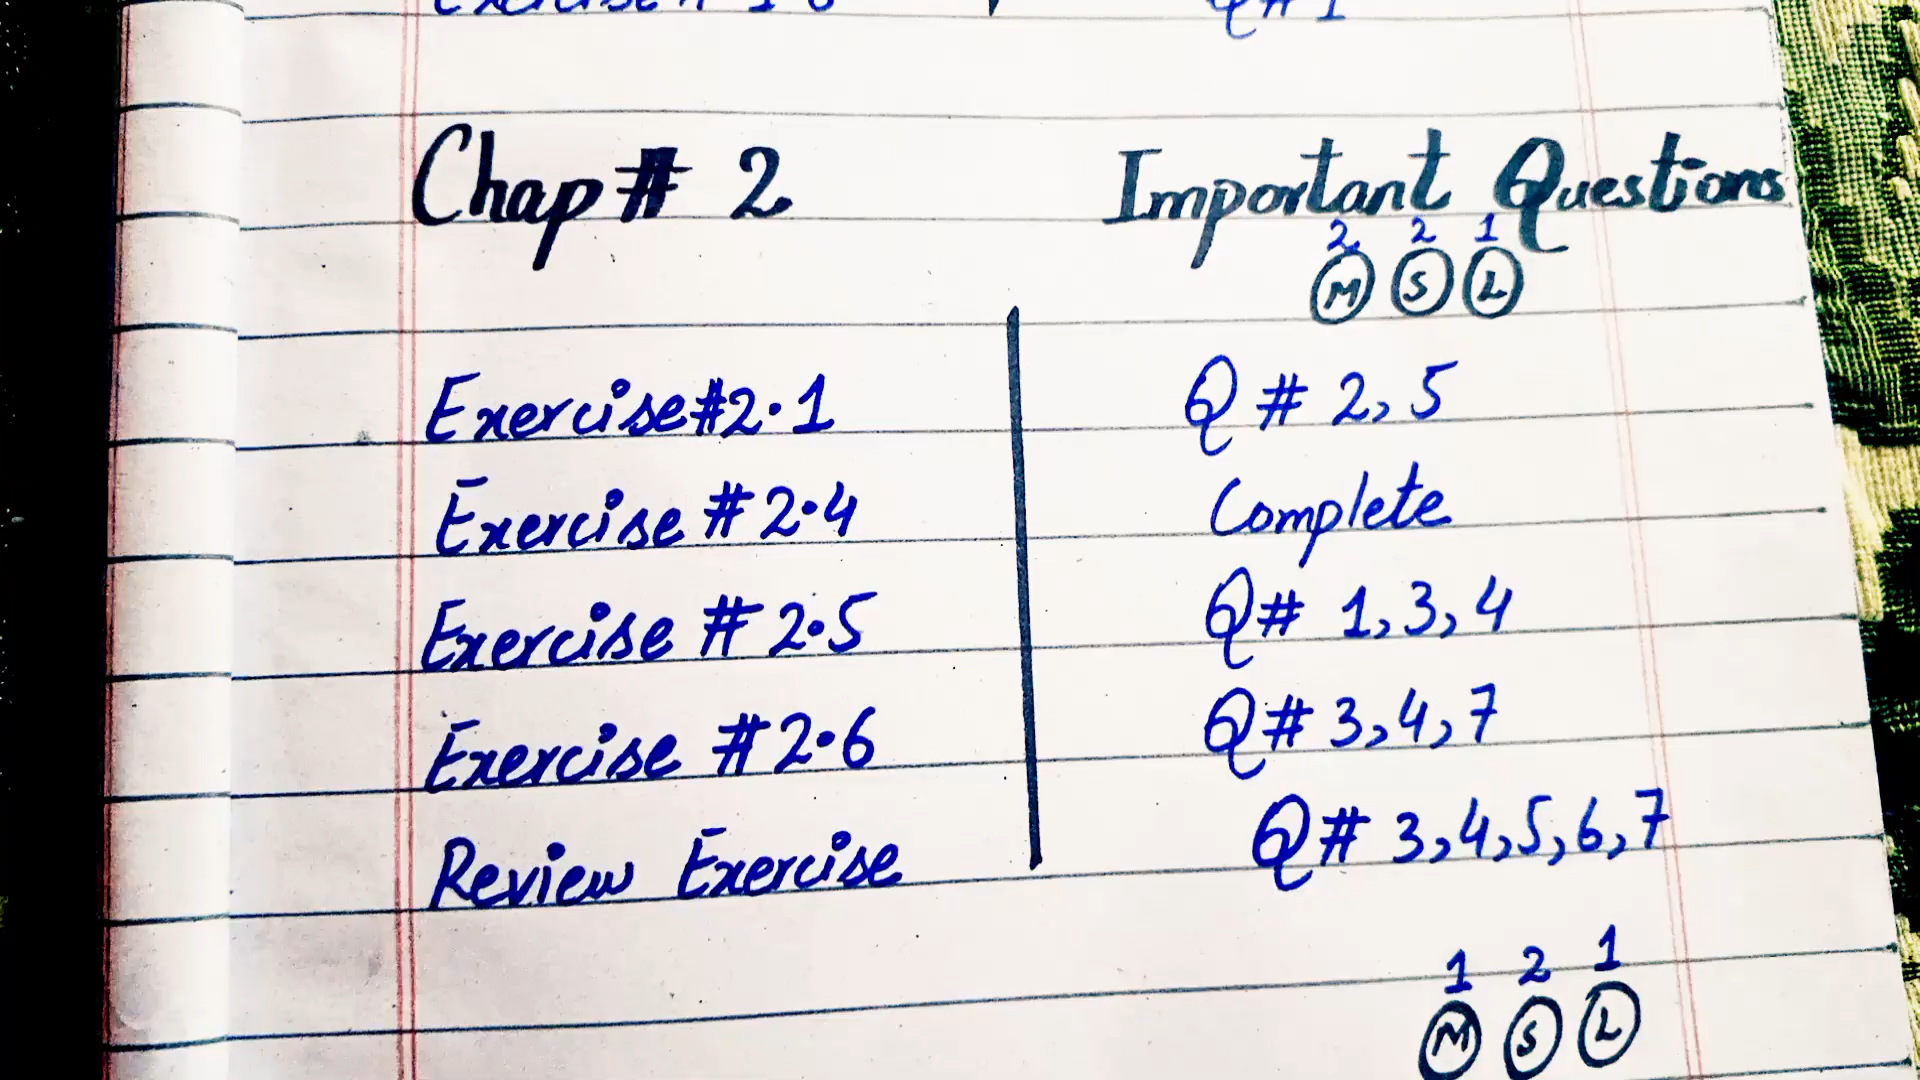 Q # 1
Chap # 2 Important Questions
2 2 1
M S L
Exercise #2.1 Q # 2, 5
Exercise # 2.4 Complete
Exercise # 2.5 Q # 1, 3, 4
Exercise # 2.6 Q # 3, 4, 7
Review Exercise Q # 3, 4, 5, 6, 7
1 2 1
M S L